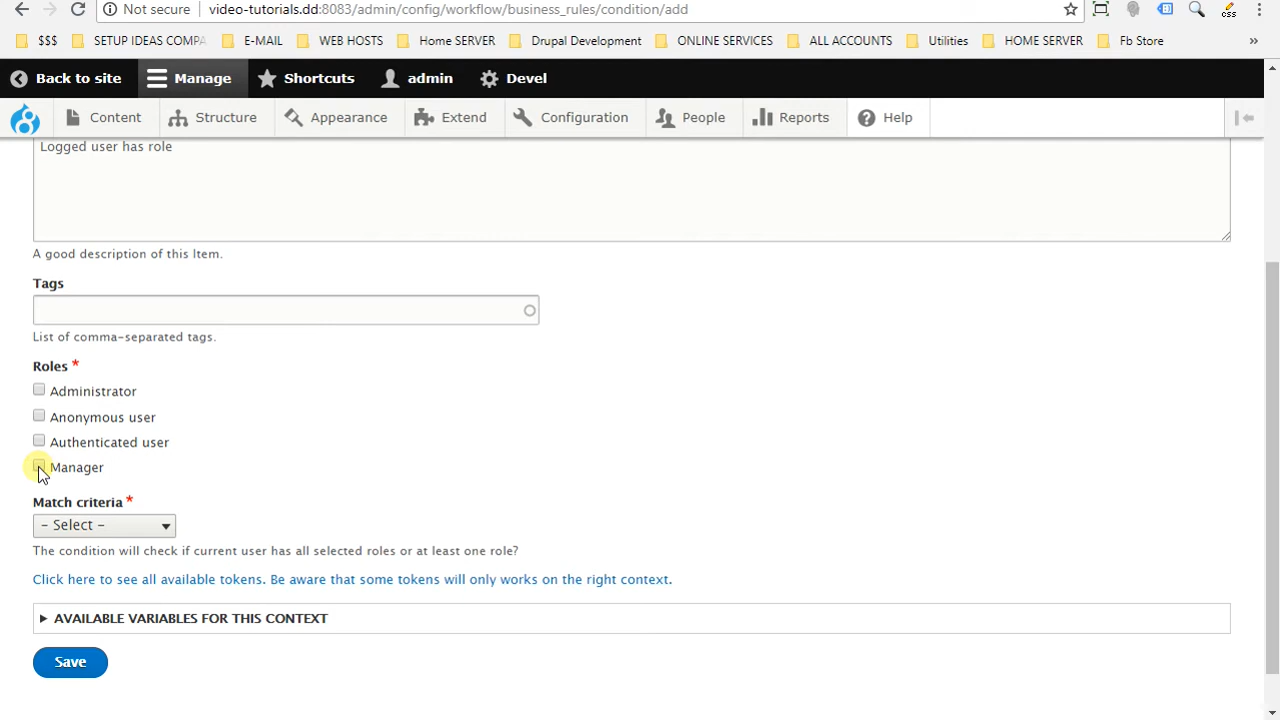 Not secure video-tutorials.dd:8083/admin/config/workflow/business_rules/condition/add
$$$ SETUP IDEAS COMPA E-MAIL WEB HOSTS Home SERVER Drupal Development ONLINE SERVICES ALL ACCOUNTS Utilities HOME SERVER Fb Store »
Back to site Manage Shortcuts admin Devel
Content Structure Appearance Extend Configuration People Reports Help
Logged user has role
A good description of this Item.
Tags
List of comma-separated tags.
Roles *
Administrator
Anonymous user
Authenticated user
Manager
Match criteria *
- Select -
The condition will check if current user has all selected roles or at least one role?
Click here to see all available tokens. Be aware that some tokens will only works on the right context.
AVAILABLE VARIABLES FOR THIS CONTEXT
Save